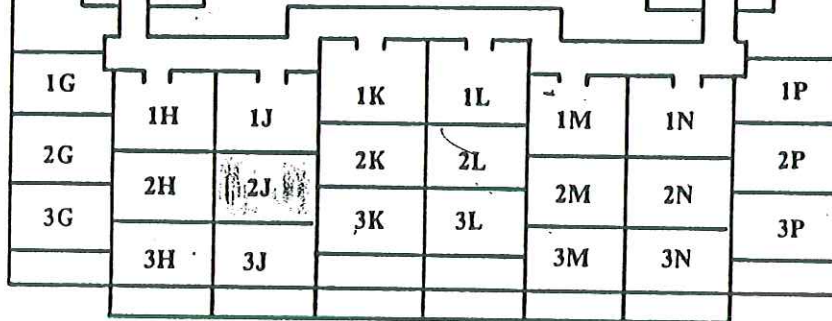 1G 1H 1J 1K 1L 1M 1N 1P
2G 2H 2J 2K 2L 2M 2N 2P
3G 3H 3J 3K 3L 3M 3N 3P